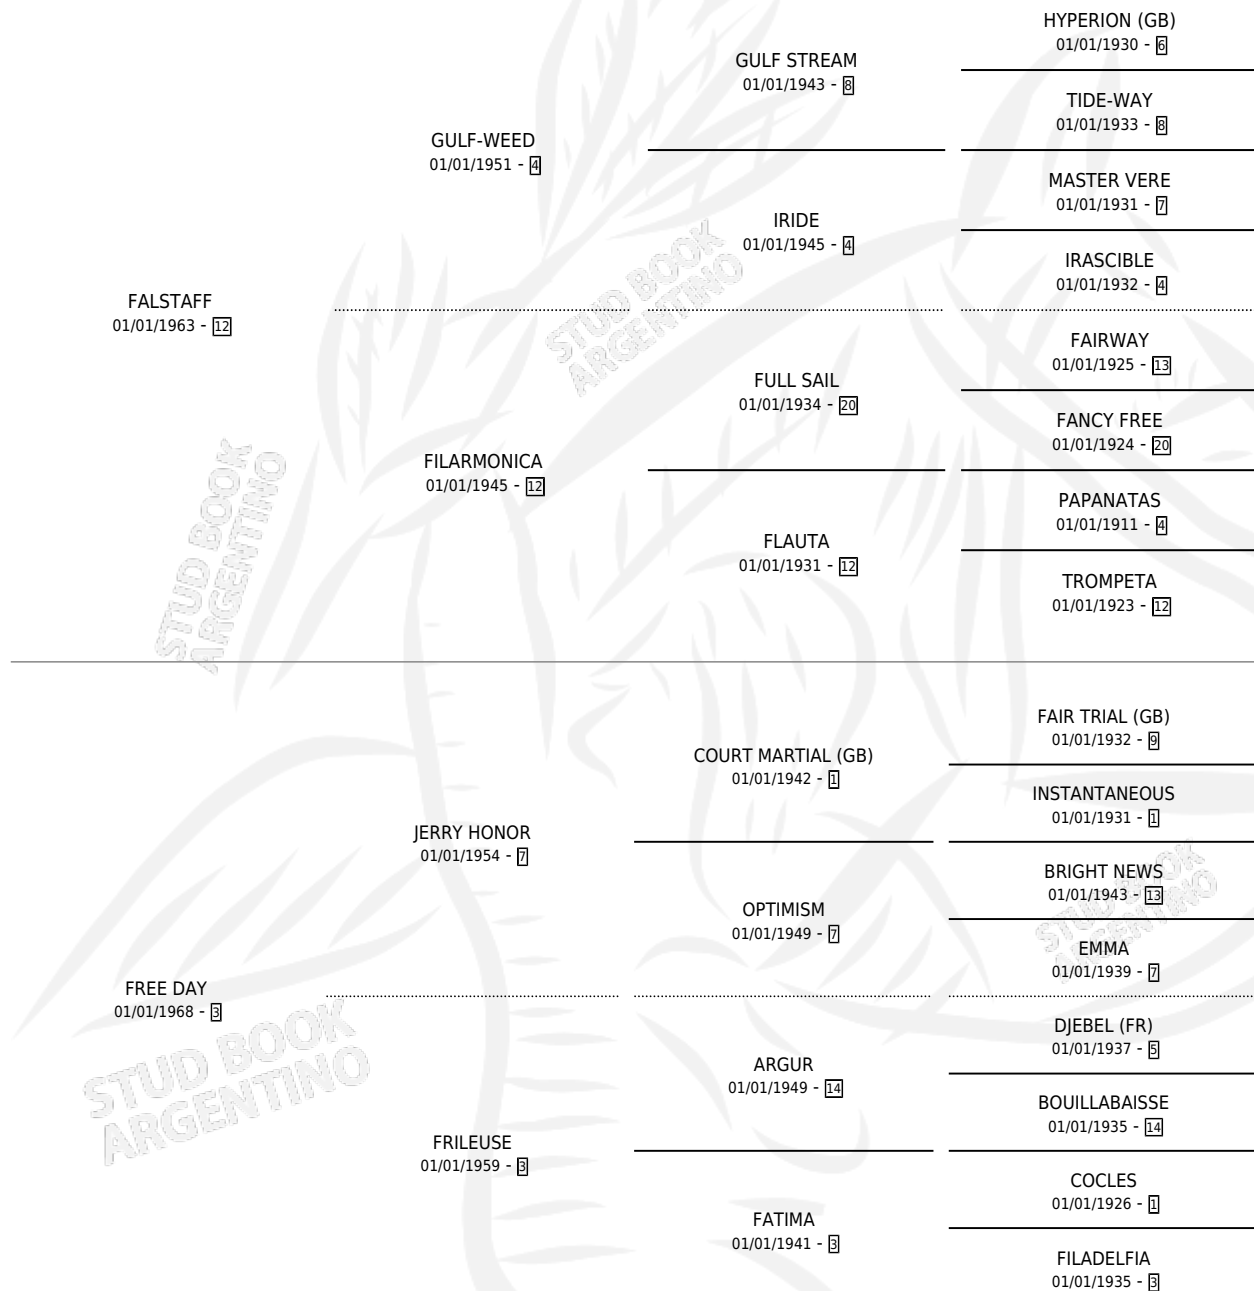 HYPERION (GB)
01/01/1930 - 6
GULF STREAM
01/01/1943 - 8
TIDE-WAY
01/01/1933 - 8
GULF-WEED
01/01/1951 - 4
MASTER VERE
01/01/1931 - 7
IRIDE
01/01/1945 - 4
IRASCIBLE
01/01/1932 - 4
FALSTAFF
01/01/1963 - 12
FAIRWAY
01/01/1925 - 13
FULL SAIL
01/01/1934 - 20
FANCY FREE
01/01/1924 - 20
FILARMONICA
01/01/1945 - 12
PAPANATAS
01/01/1911 - 4
FLAUTA
01/01/1931 - 12
TROMPETA
01/01/1923 - 12
STUD BOOK
ARGENTINO
STUD BOOK
ARGENTINO
FAIR TRIAL (GB)
01/01/1932 - 9
COURT MARTIAL (GB)
01/01/1942 - 1
INSTANTANEOUS
01/01/1931 - 1
JERRY HONOR
01/01/1954 - 7
BRIGHT NEWS
01/01/1943 - 13
OPTIMISM
01/01/1949 - 7
EMMA
01/01/1939 - 7
FREE DAY
01/01/1968 - 3
DJEBEL (FR)
01/01/1937 - 5
ARGUR
01/01/1949 - 14
BOUILLABAISSE
01/01/1935 - 14
FRILEUSE
01/01/1959 - 3
COCLES
01/01/1926 - 1
FATIMA
01/01/1941 - 3
FILADELFIA
01/01/1935 - 3
STUD BOOK
ARGENTINO
STUD BOOK
ARGENTINO